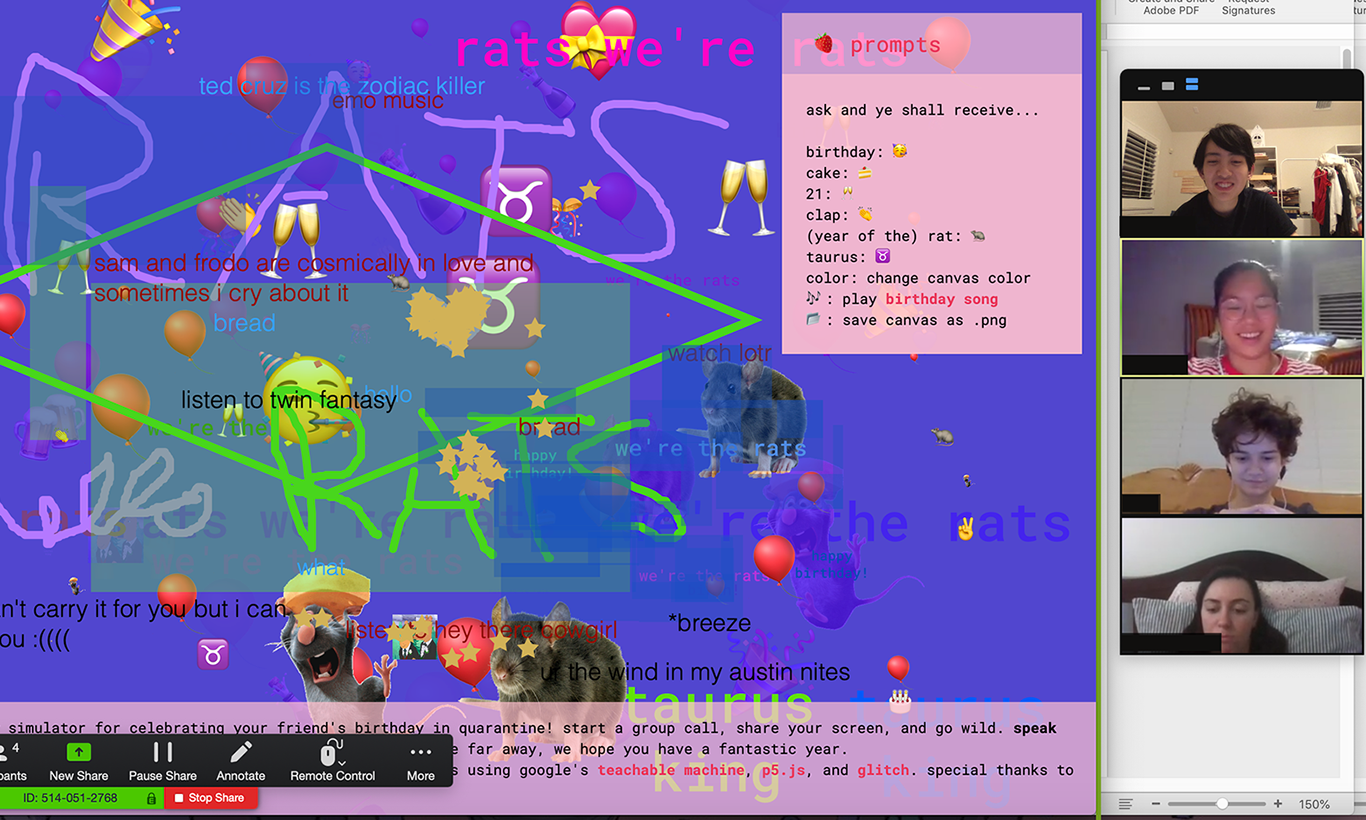 Create and Share
Adobe PDF
Request
Signatures
rats we're rats
🍓 prompts
ted cruz is the zodiac killer
emo music
RATS
ask and ye shall receive...
birthday: 🥳
cake: 🍰
21: 🥂
clap: 👏
(year of the) rat: 🐀
taurus: ♉
color: change canvas color
🎶 : play birthday song
: save canvas as .png
sam and frodo are cosmically in love and
sometimes i cry about it
we're the rats
bread
watch lotr
hello
listen to twin fantasy
we're the
bread
happy
birthday!
we're the rats
RATS
rats we're rats we're the rats
we're the rats
what
we're the rats
happy
birthday!
n't carry it for you but i can
ou :((((
listen to hey there cowgirl
*breeze
ur the wind in my austin nites
taurus taurus
simulator for celebrating your friend's birthday in quarantine! start a group call, share your screen, and go wild. speak
e far away, we hope you have a fantastic year.
s using google's teachable machine, p5.js, and glitch. special thanks to
king king
4
pants
New Share
Pause Share
Annotate
Remote Control
More
ID: 514-051-2768
Stop Share
150%